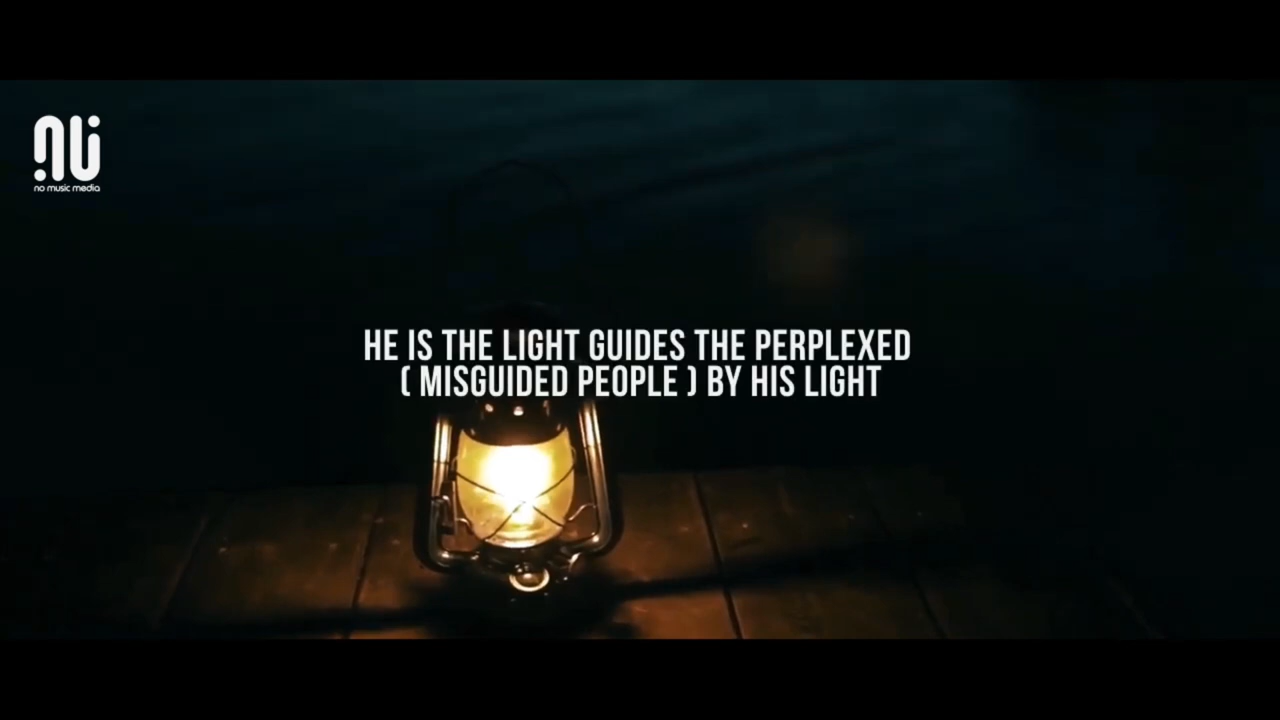 no music media
HE IS THE LIGHT GUIDES THE PERPLEXED
( MISGUIDED PEOPLE ) BY HIS LIGHT